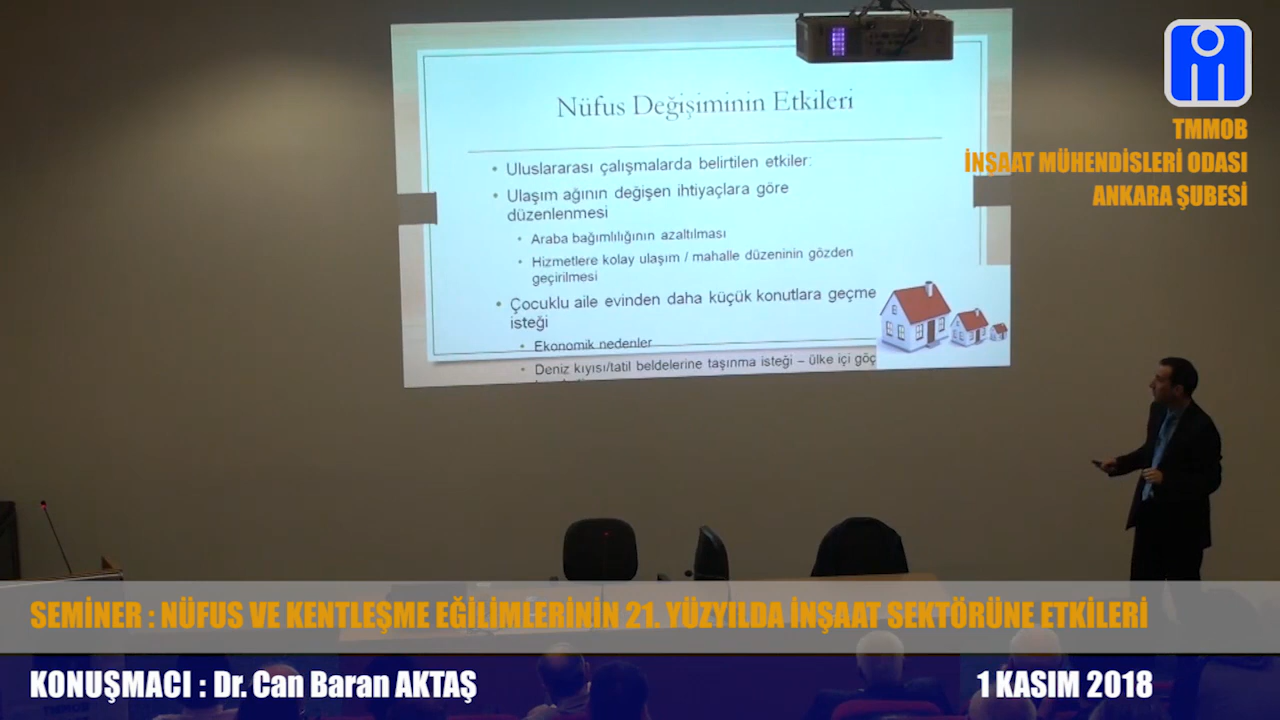 Nüfus Değişiminin Etkileri
• Uluslararası çalışmalarda belirtilen etkiler:
• Ulaşım ağının değişen ihtiyaçlara göre
düzenlenmesi
• Araba bağımlılığının azaltılması
• Hizmetlere kolay ulaşım / mahalle düzeninin gözden
geçirilmesi
• Çocuklu aile evinden daha küçük konutlara geçme
isteği
• Ekonomik nedenler
• Deniz kıyısı/tatil beldelerine taşınma isteği – ülke içi göç
TMMOB
İNŞAAT MÜHENDİSLERİ ODASI
ANKARA ŞUBESİ
SEMİNER : NÜFUS VE KENTLEŞME EĞİLİMLERİNİN 21. YÜZYILDA İNŞAAT SEKTÖRÜNE ETKİLERİ
KONUŞMACI : Dr. Can Baran AKTAŞ
1 KASIM 2018
TMMOB